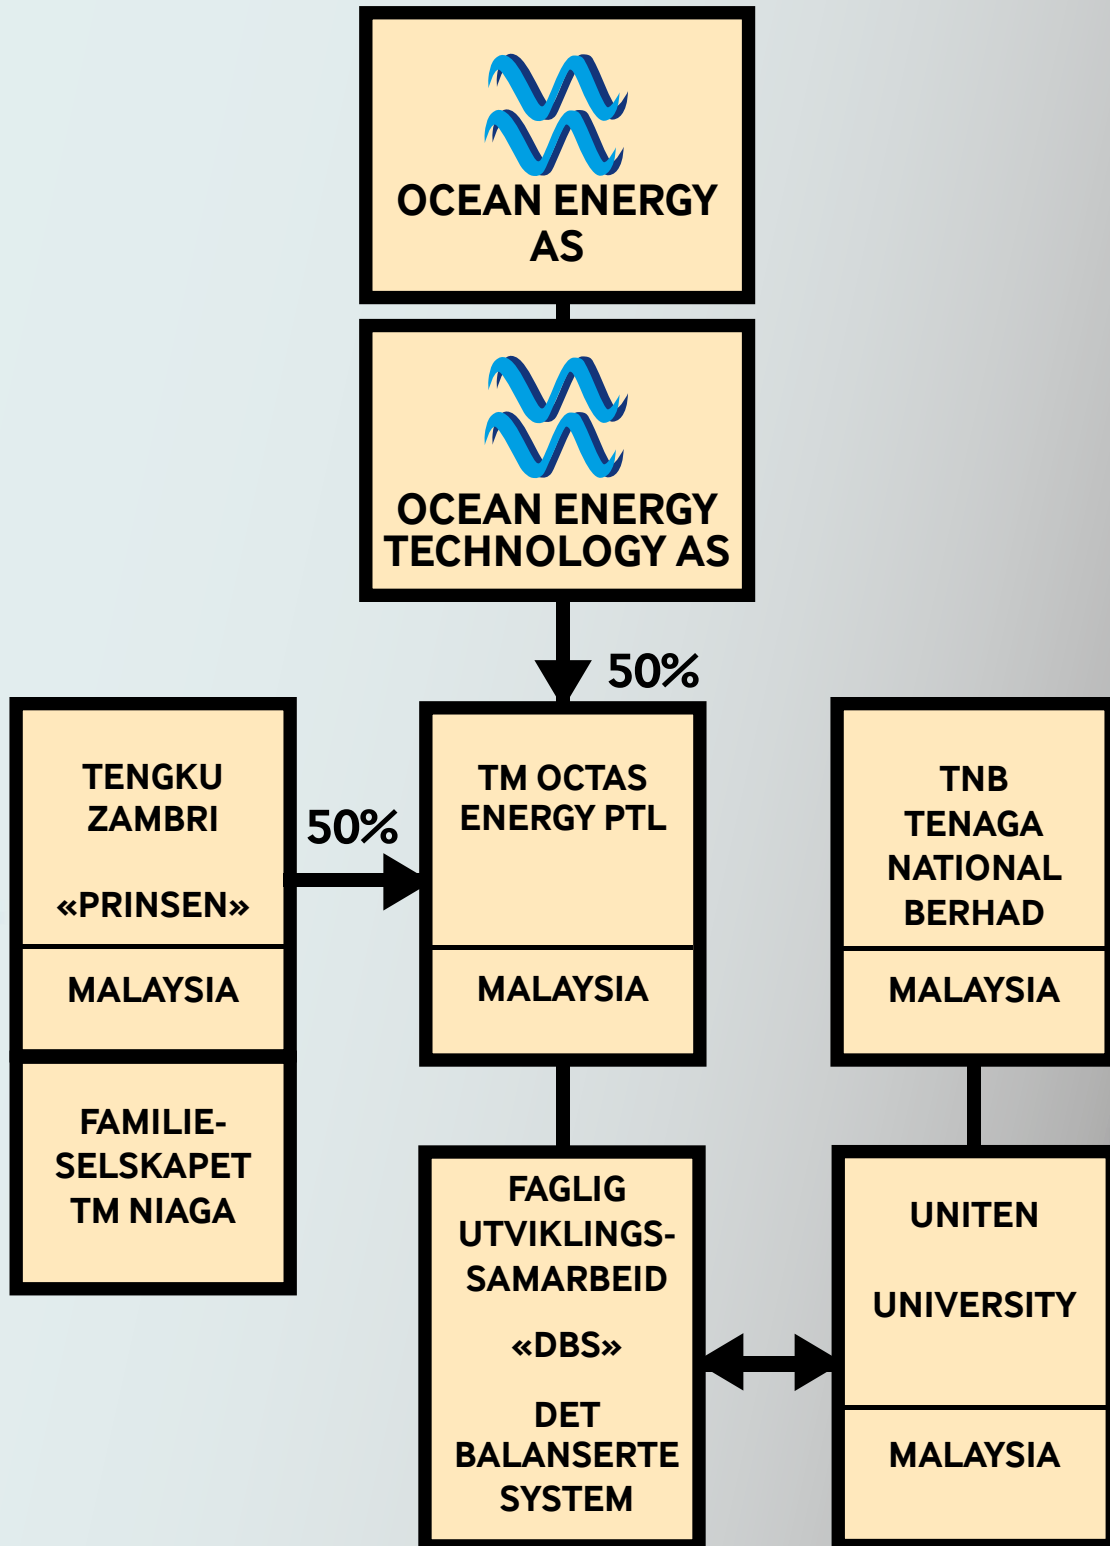 OCEAN ENERGY
AS
OCEAN ENERGY
TECHNOLOGY AS
50%
TENGKU
ZAMBRI
«PRINSEN»
MALAYSIA
FAMILIE-
SELSKAPET
TM NIAGA
50%
TM OCTAS
ENERGY PTL
MALAYSIA
TNB
TENAGA
NATIONAL
BERHAD
MALAYSIA
FAGLIG
UTVIKLINGS-
SAMARBEID
«DBS»
DET
BALANSERTE
SYSTEM
UNITEN
UNIVERSITY
MALAYSIA